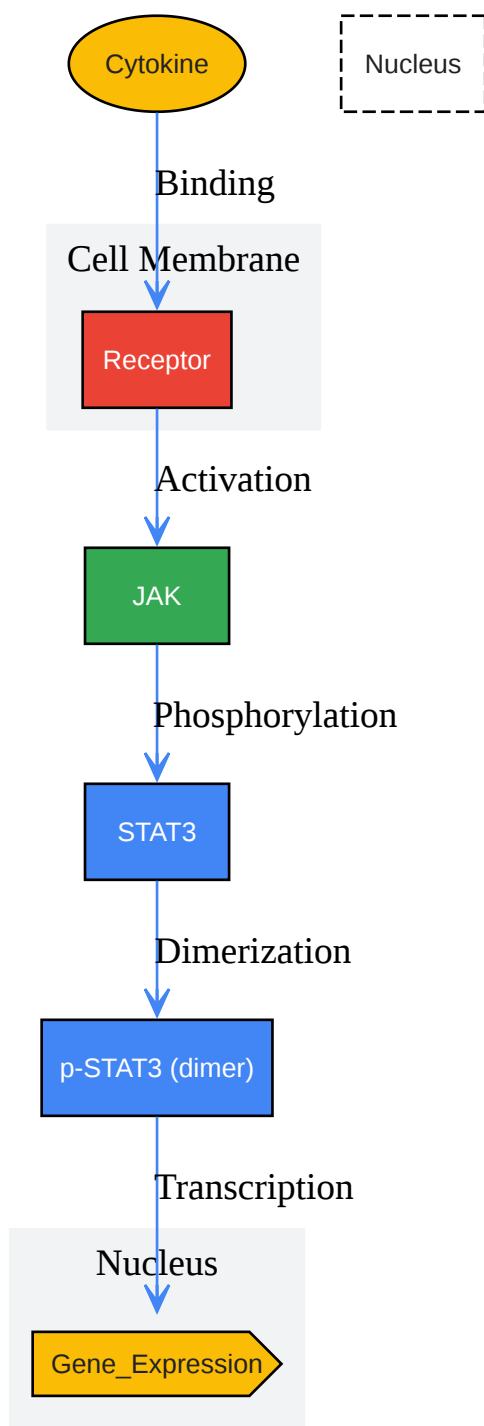 Cytokine
Nucleus
Binding
Cell Membrane
Receptor
Activation
JAK
Phosphorylation
STAT3
Dimerization
p-STAT3 (dimer)
Transcription
Nucleus
Gene_Expression